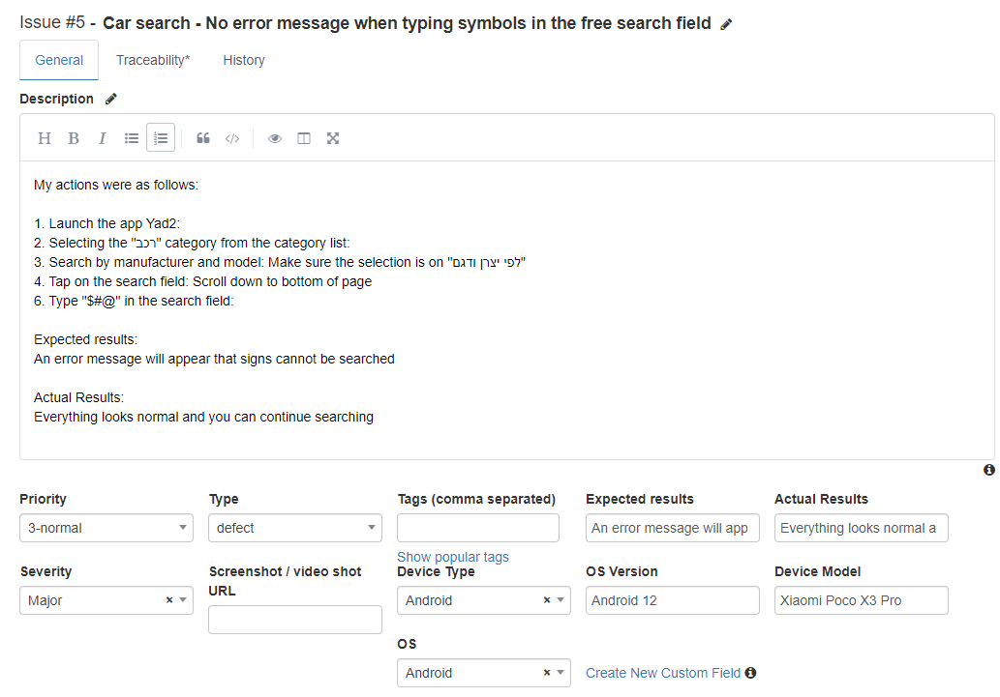 Issue #5 - Car search - No error message when typing symbols in the free search field
General Traceability* History
Description
H B I
My actions were as follows:
1. Launch the app Yad2:
2. Selecting the "רכב" category from the category list:
3. Search by manufacturer and model: Make sure the selection is on "לפי יצרן ודגם"
4. Tap on the search field: Scroll down to bottom of page
6. Type "$#@" in the search field:
Expected results:
An error message will appear that signs cannot be searched
Actual Results:
Everything looks normal and you can continue searching
Priority Type Tags (comma separated) Expected results Actual Results
3-normal defect An error message will app Everything looks normal a
Show popular tags
Severity Screenshot / video shot URL Device Type OS Version Device Model
Major Android Android 12 Xiaomi Poco X3 Pro
OS
Android Create New Custom Field